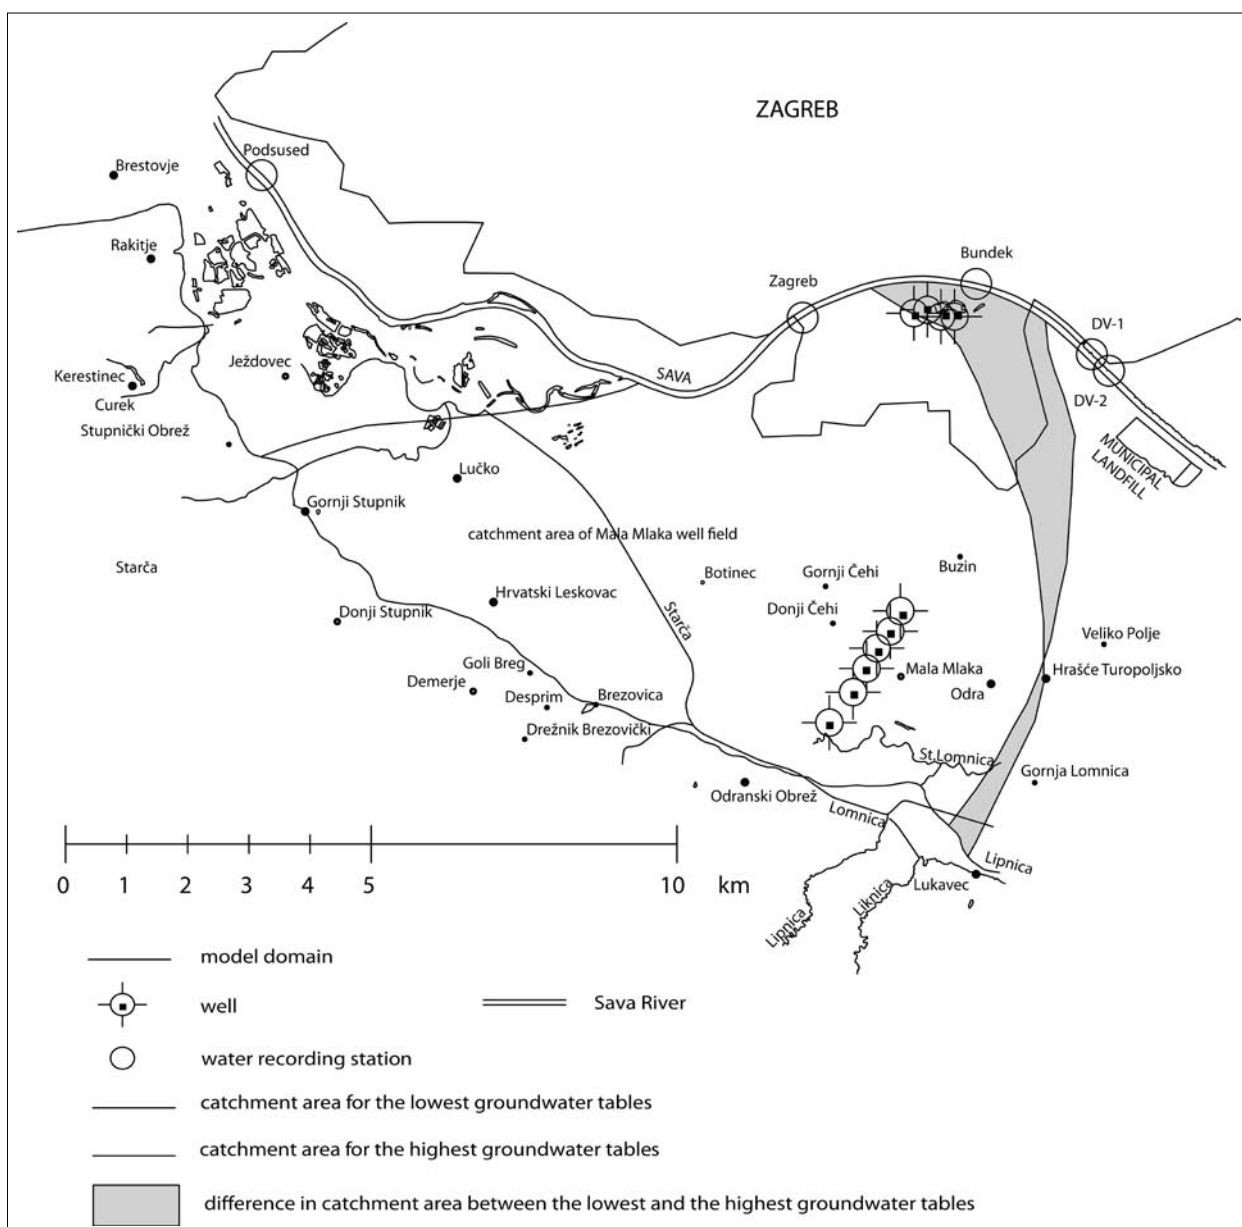 ZAGREB
Podsused
Brestovje
Rakitje
Bundek
Zagreb
DV-1
Ježdovec
SAVA
Kerestinec
DV-2
Curek
Stupnički Obrež
MUNICIPAL
LANDFILL
Lučko
Gornji Stupnik
catchment area of Mala Mlaka well field
Starča
Botinec
Gornji Čehi
Buzin
Hrvatski Leskovac
Donji Stupnik
Donji Čehi
Starča
Veliko Polje
Goli Breg
Mala Mlaka
Hrašće Turopoljsko
Demerje
Desprim
Brezovica
Odra
Drežnik Brezovički
St.Lomnica
Gornja Lomnica
Odranski Obrež
Lomnica
Lipnica
Lukavec
Liknica
Lipnica
0 1 2 3 4 5 10 km
model domain
well
Sava River
water recording station
catchment area for the lowest groundwater tables
catchment area for the highest groundwater tables
difference in catchment area between the lowest and the highest groundwater tables